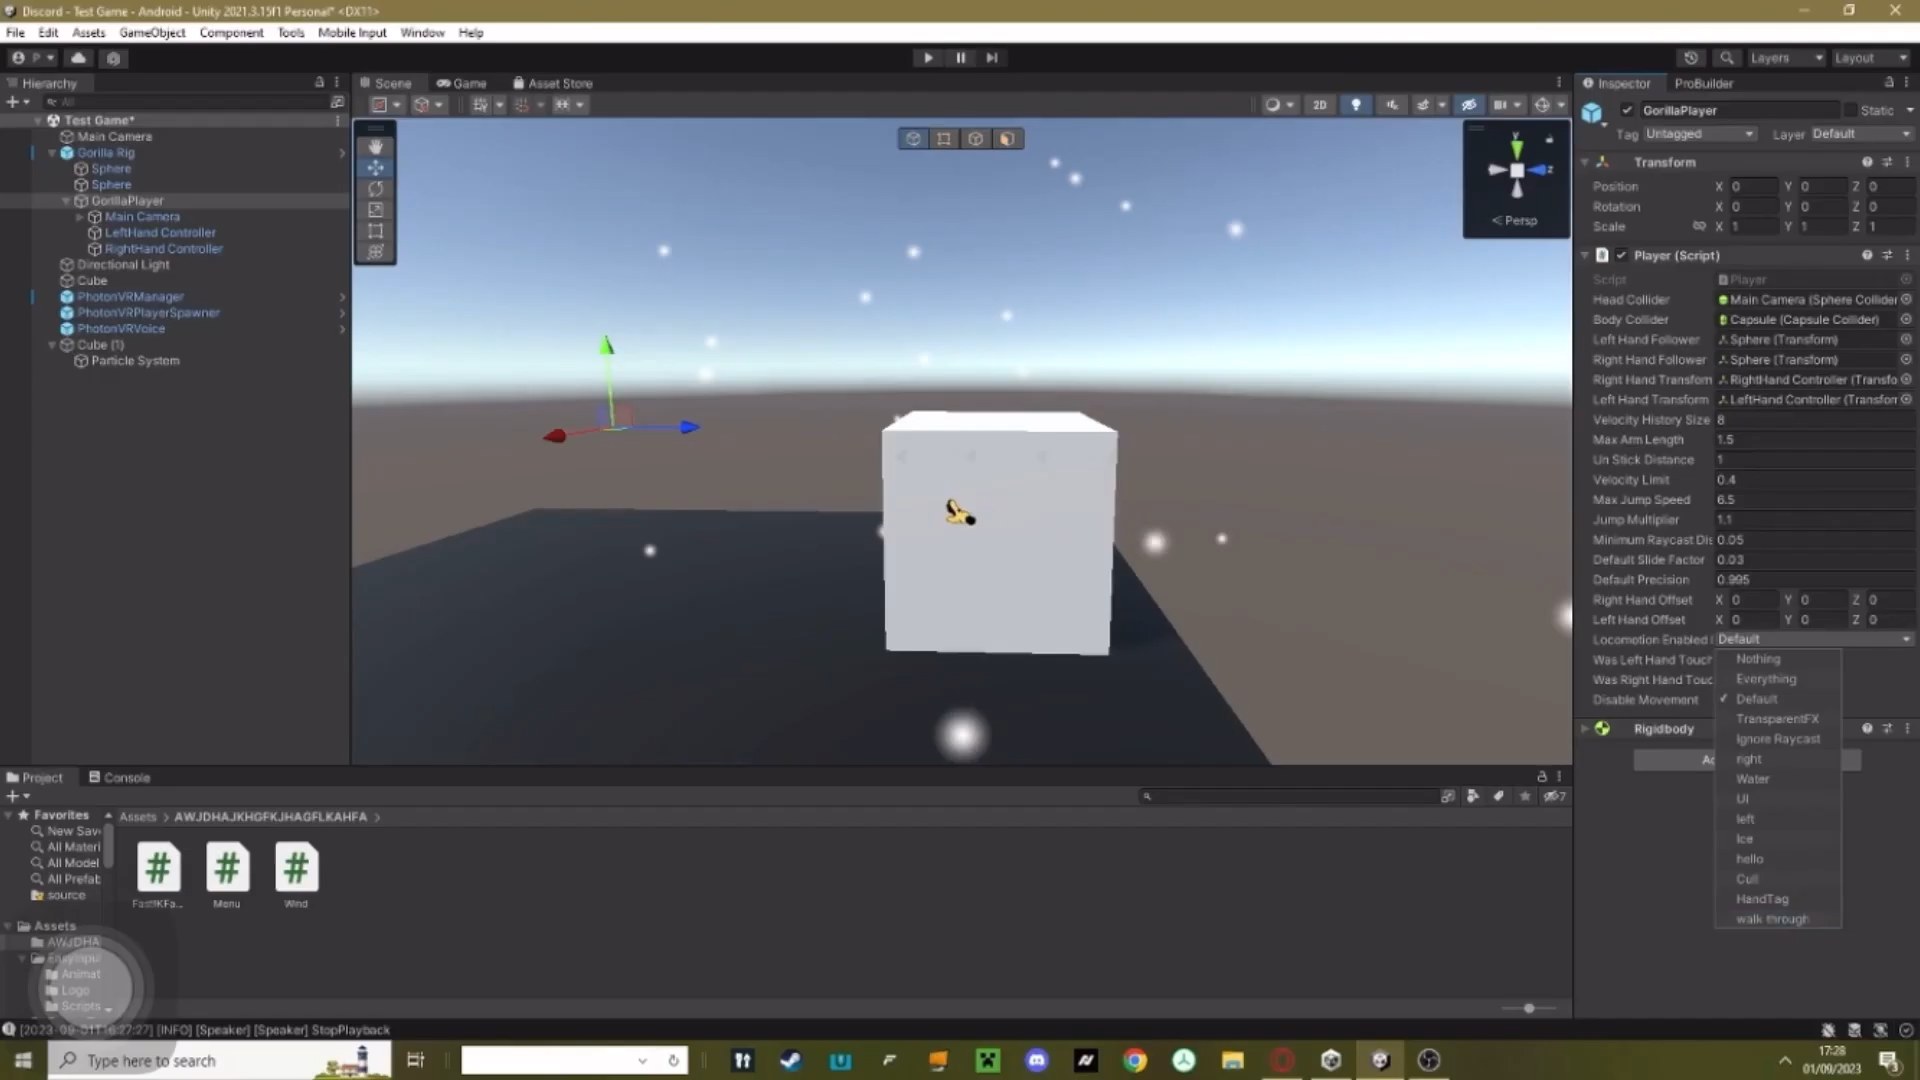 Discord - Test Game - Android - Unity 2021.3.15f1 Personal* <DX11>
File Edit Assets GameObject Component Tools Mobile Input Window Help
P
Layers Layout
Hierarchy
All
Test Game*
Main Camera
Gorilla Rig
Sphere
Sphere
GorillaPlayer
Main Camera
LeftHand Controller
RightHand Controller
Directional Light
Cube
PhotonVRManager
PhotonVRPlayerSpawner
PhotonVRVoice
Cube (1)
Particle System
Scene Game Asset Store
2D
y
z
< Persp
Inspector ProBuilder
GorillaPlayer Static
Tag Untagged Layer Default
Transform
Position X 0 Y 0 Z 0
Rotation X 0 Y 0 Z 0
Scale X 1 Y 1 Z 1
Player (Script)
Script Player
Head Collider Main Camera (Sphere Collider
Body Collider Capsule (Capsule Collider)
Left Hand Follower Sphere (Transform)
Right Hand Follower Sphere (Transform)
Right Hand Transform RightHand Controller (Transfo
Left Hand Transform LeftHand Controller (Transfor
Velocity History Size 8
Max Arm Length 1.5
Un Stick Distance 1
Velocity Limit 0.4
Max Jump Speed 6.5
Jump Multiplier 1.1
Minimum Raycast Dis 0.05
Default Slide Factor 0.03
Default Precision 0.995
Right Hand Offset X 0 Y 0 Z 0
Left Hand Offset X 0 Y 0 Z 0
Locomotion Enabled Default
Was Left Hand Touch
Was Right Hand Touc
Disable Movement
Nothing
Everything
Default
TransparentFX
Ignore Raycast
right
Water
UI
left
Ice
hello
Cull
HandTag
walk through
Rigidbody
Project Console
7
Favorites
New Save
All Materi
All Model
All Prefab
source
Assets
AWJDHA
EasyInpu
Animat
Logo
Scripts
Assets > AWJDHAJKHGFKJHAGFLKAHFA >
FastIKFa...
Menu
Wind
[2023-09-01T16:27:27] [INFO] [Speaker] [Speaker] StopPlayback
Type here to search
17:28
01/09/2023
3